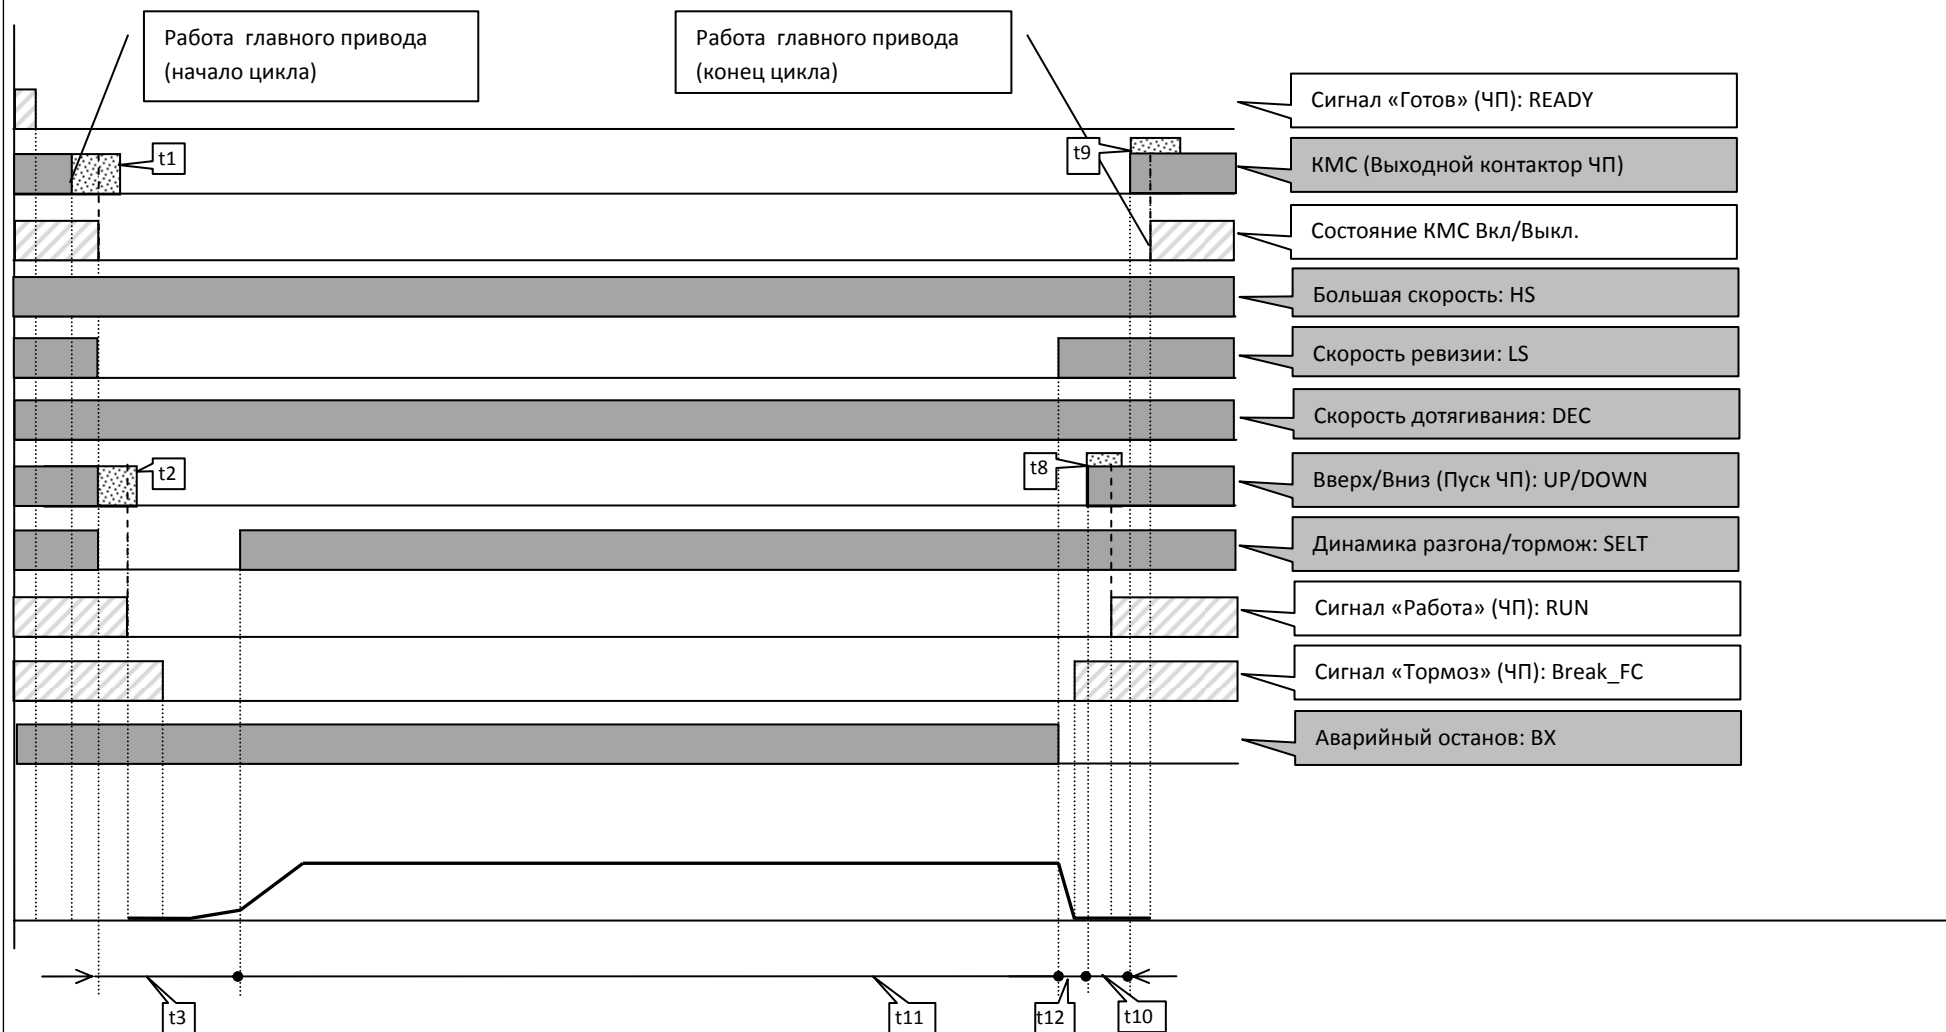 Работа главного привода
(начало цикла)
Работа главного привода
(конец цикла)
Сигнал «Готов» (ЧП): READY
t1
t9
КМС (Выходной контактор ЧП)
Состояние КМС Вкл/Выкл.
Большая скорость: HS
Скорость ревизии: LS
Скорость дотягивания: DEC
t2
t8
Вверх/Вниз (Пуск ЧП): UP/DOWN
Динамика разгона/тормож: SELT
Сигнал «Работа» (ЧП): RUN
Сигнал «Тормоз» (ЧП): Break_FC
Аварийный останов: BX
t3
t11
t12
t10